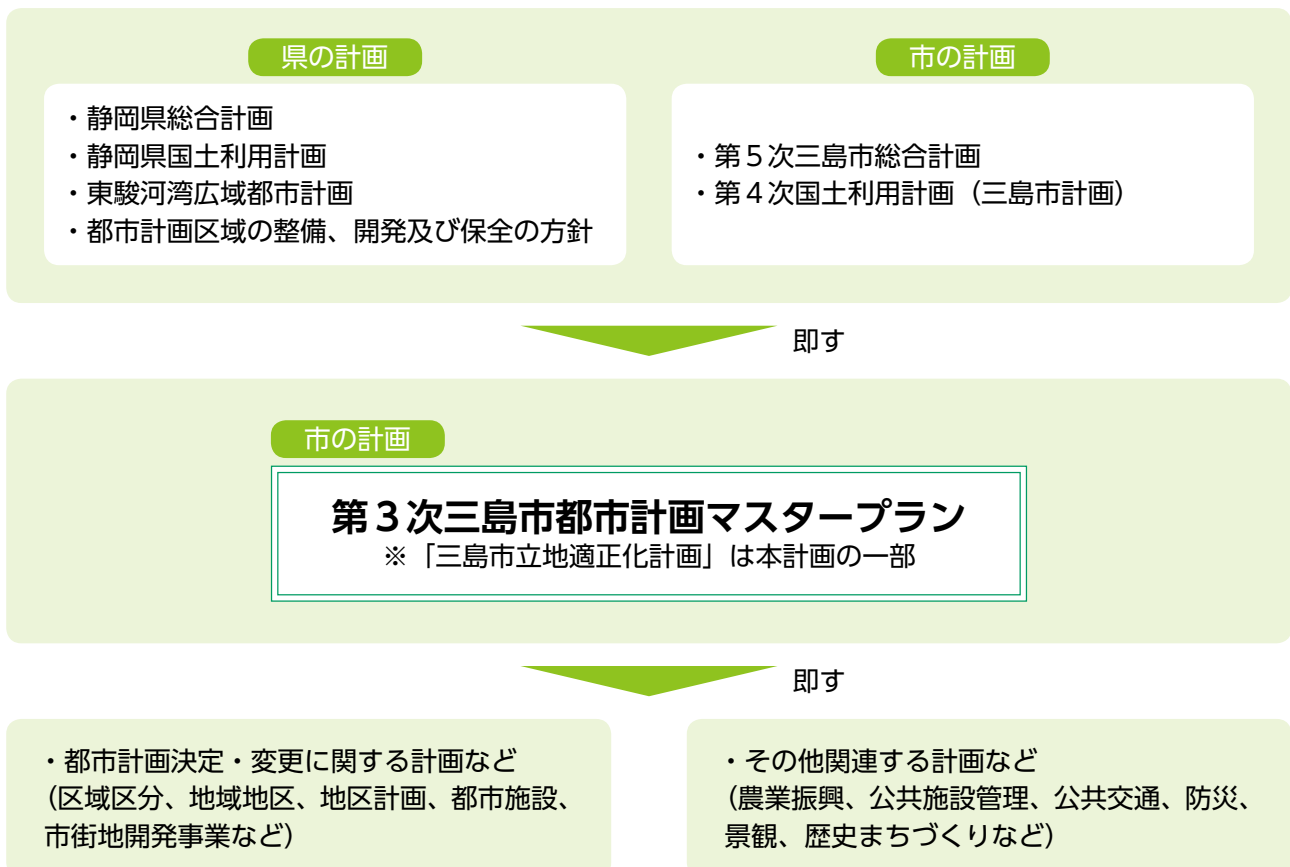 県の計画
・静岡県総合計画
・静岡県国土利用計画
・東駿河湾広域都市計画
・都市計画区域の整備、開発及び保全の方針
市の計画
・第５次三島市総合計画
・第４次国土利用計画（三島市計画）
即す
市の計画
第３次三島市都市計画マスタープラン
※「三島市立地適正化計画」は本計画の一部
即す
・都市計画決定・変更に関する計画など
（区域区分、地域地区、地区計画、都市施設、
市街地開発事業など）
・その他関連する計画など
（農業振興、公共施設管理、公共交通、防災、
景観、歴史まちづくりなど）